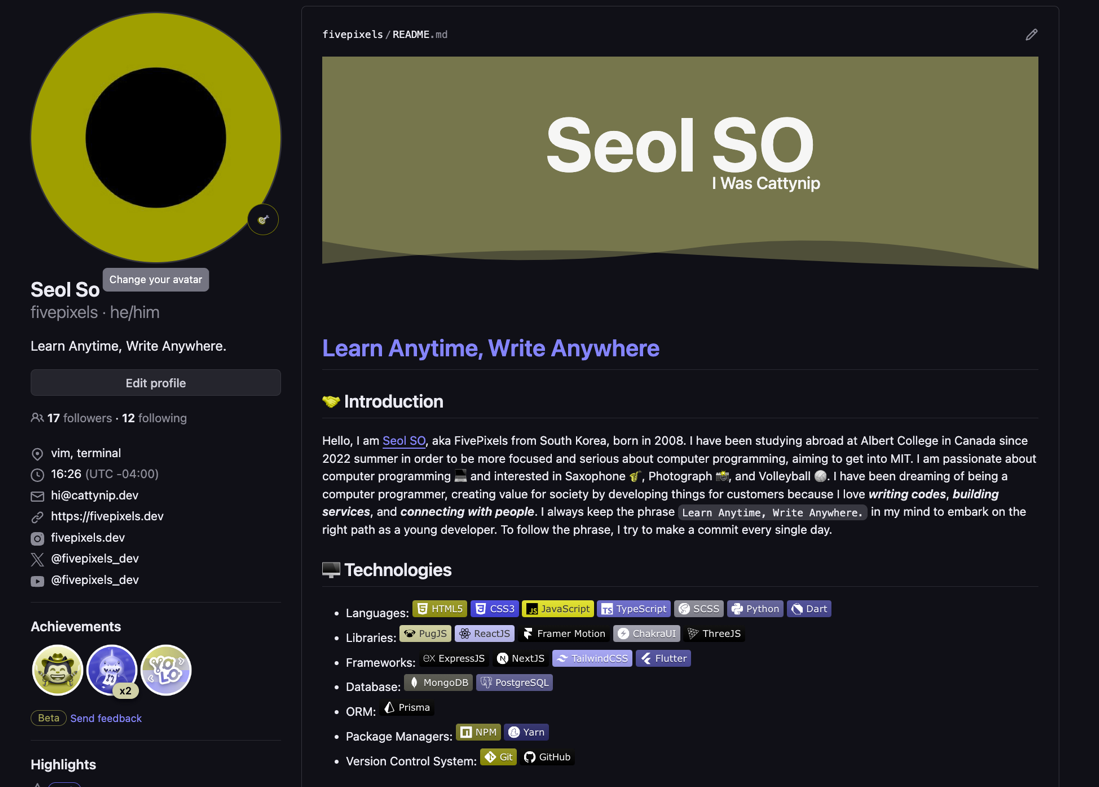 Change your avatar
Seol So
fivepixels · he/him
Learn Anytime, Write Anywhere.
Edit profile
17 followers · 12 following
vim, terminal
16:26 (UTC -04:00)
hi@cattynip.dev
https://fivepixels.dev
fivepixels.dev
@fivepixels_dev
@fivepixels_dev
Achievements
YOLO
x2
Beta Send feedback
Highlights
fivepixels/README.md
Seol SO
I Was Cattynip
Learn Anytime, Write Anywhere
🤝 Introduction
Hello, I am Seol SO, aka FivePixels from South Korea, born in 2008. I have been studying abroad at Albert College in Canada since
2022 summer in order to be more focused and serious about computer programming, aiming to get into MIT. I am passionate about
computer programming 💻 and interested in Saxophone 🎷, Photograph 📸, and Volleyball 🏐. I have been dreaming of being a
computer programmer, creating value for society by developing things for customers because I love writing codes, building
services, and connecting with people. I always keep the phrase Learn Anytime, Write Anywhere. in my mind to embark on the
right path as a young developer. To follow the phrase, I try to make a commit every single day.
🖥️ Technologies
• Languages: HTML5 CSS3 JS JavaScript TS TypeScript SCSS Python Dart
• Libraries: PugJS ReactJS Framer Motion ChakraUI ThreeJS
• Frameworks: ex ExpressJS NextJS TailwindCSS Flutter
• Database: MongoDB PostgreSQL
• ORM: Prisma
• Package Managers: NPM Yarn
• Version Control System: Git GitHub